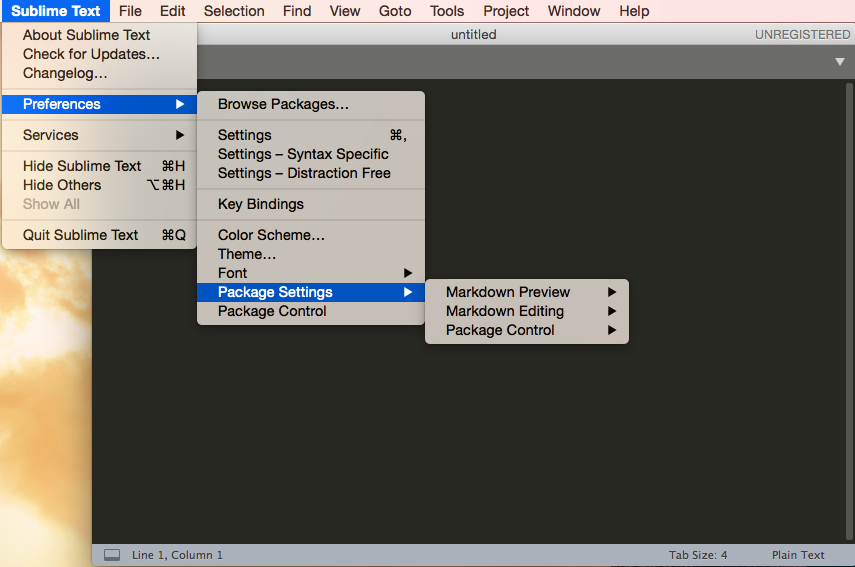 Sublime Text File Edit Selection Find View Goto Tools Project Window Help
untitled UNREGISTERED
About Sublime Text
Check for Updates…
Changelog…
Preferences
Services
Hide Sublime Text ⌘H
Hide Others ⌥⌘H
Show All
Quit Sublime Text ⌘Q
Browse Packages…
Settings ⌘,
Settings – Syntax Specific
Settings – Distraction Free
Key Bindings
Color Scheme…
Theme…
Font
Package Settings
Package Control
Markdown Preview
Markdown Editing
Package Control
Line 1, Column 1 Tab Size: 4 Plain Text